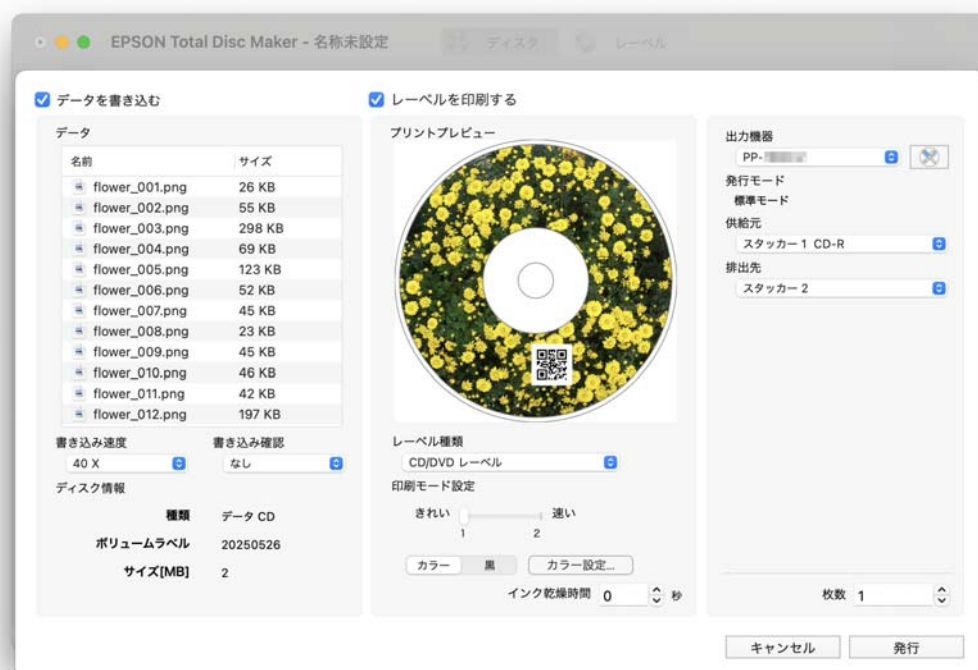 EPSON Total Disc Maker - 名称未設定
ディスク
レーベル
データを書き込む
データ
名前 サイズ
flower_001.png 26 KB
flower_002.png 55 KB
flower_003.png 298 KB
flower_004.png 69 KB
flower_005.png 123 KB
flower_006.png 52 KB
flower_007.png 45 KB
flower_008.png 23 KB
flower_009.png 45 KB
flower_010.png 46 KB
flower_011.png 42 KB
flower_012.png 197 KB
書き込み速度 書き込み確認
40 X なし
ディスク情報
種類 データ CD
ボリュームラベル 20250526
サイズ[MB] 2
レーベルを印刷する
プリントプレビュー
レーベル種類
CD/DVD レーベル
印刷モード設定
きれい 速い
1 2
カラー 黒 カラー設定...
インク乾燥時間 0 秒
出力機器
PP-
発行モード
標準モード
供給元
スタッカー 1 CD-R
排出先
スタッカー 2
枚数 1
キャンセル 発行